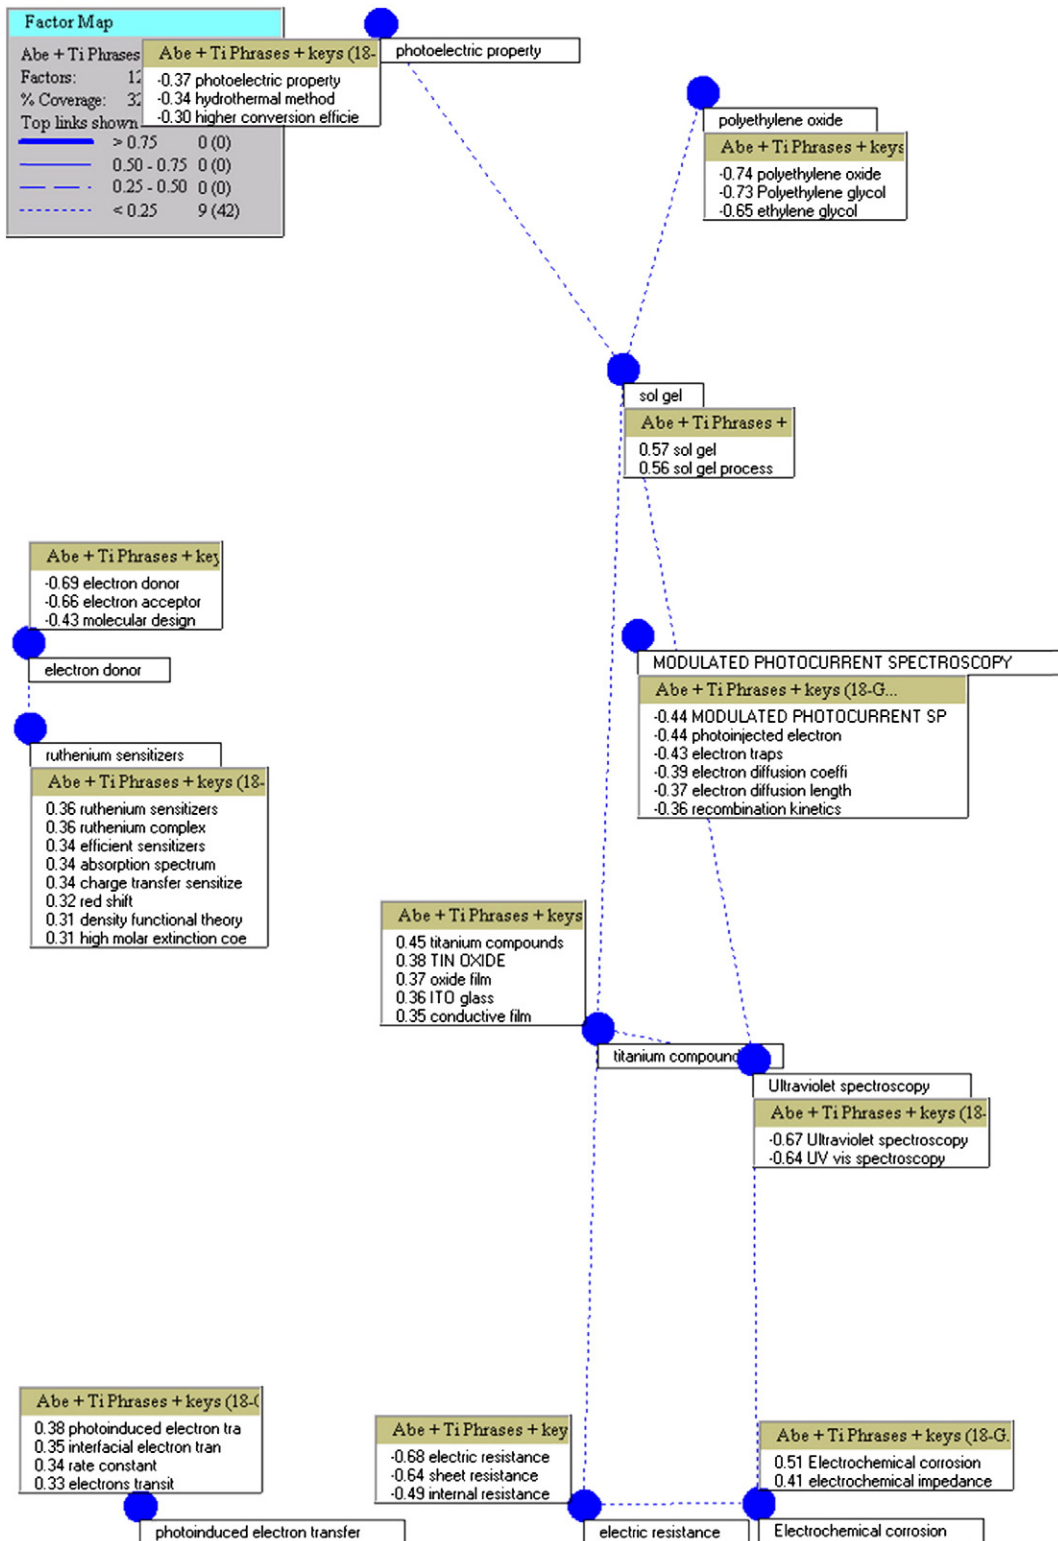 Factor Map
Abe + Ti Phrases
Factors: 12
% Coverage: 32
Top links shown
> 0.75 0 (0)
0.50 - 0.75 0 (0)
0.25 - 0.50 0 (0)
< 0.25 9 (42)
Abe + Ti Phrases + keys (18-
-0.37 photoelectric property
-0.34 hydrothermal method
-0.30 higher conversion efficie
photoelectric property
polyethylene oxide
Abe + Ti Phrases + keys
-0.74 polyethylene oxide
-0.73 Polyethylene glycol
-0.65 ethylene glycol
sol gel
Abe + Ti Phrases +
0.57 sol gel
0.56 sol gel process
Abe + Ti Phrases + key
-0.69 electron donor
-0.66 electron acceptor
-0.43 molecular design
electron donor
ruthenium sensitizers
Abe + Ti Phrases + keys (18-
0.36 ruthenium sensitizers
0.36 ruthenium complex
0.34 efficient sensitizers
0.34 absorption spectrum
0.34 charge transfer sensitize
0.32 red shift
0.31 density functional theory
0.31 high molar extinction coe
MODULATED PHOTOCURRENT SPECTROSCOPY
Abe + Ti Phrases + keys (18-G...
-0.44 MODULATED PHOTOCURRENT SP
-0.44 photoinjected electron
-0.43 electron traps
-0.39 electron diffusion coeffi
-0.37 electron diffusion length
-0.36 recombination kinetics
Abe + Ti Phrases + keys
0.45 titanium compounds
0.38 TIN OXIDE
0.37 oxide film
0.36 ITO glass
0.35 conductive film
titanium compound
Ultraviolet spectroscopy
Abe + Ti Phrases + keys (18-
-0.67 Ultraviolet spectroscopy
-0.64 UV vis spectroscopy
Abe + Ti Phrases + keys (18-(
0.38 photoinduced electron tra
0.35 interfacial electron tran
0.34 rate constant
0.33 electrons transit
photoinduced electron transfer
Abe + Ti Phrases + key
-0.68 electric resistance
-0.64 sheet resistance
-0.49 internal resistance
electric resistance
Abe + Ti Phrases + keys (18-G.
0.51 Electrochemical corrosion
0.41 electrochemical impedance
Electrochemical corrosion